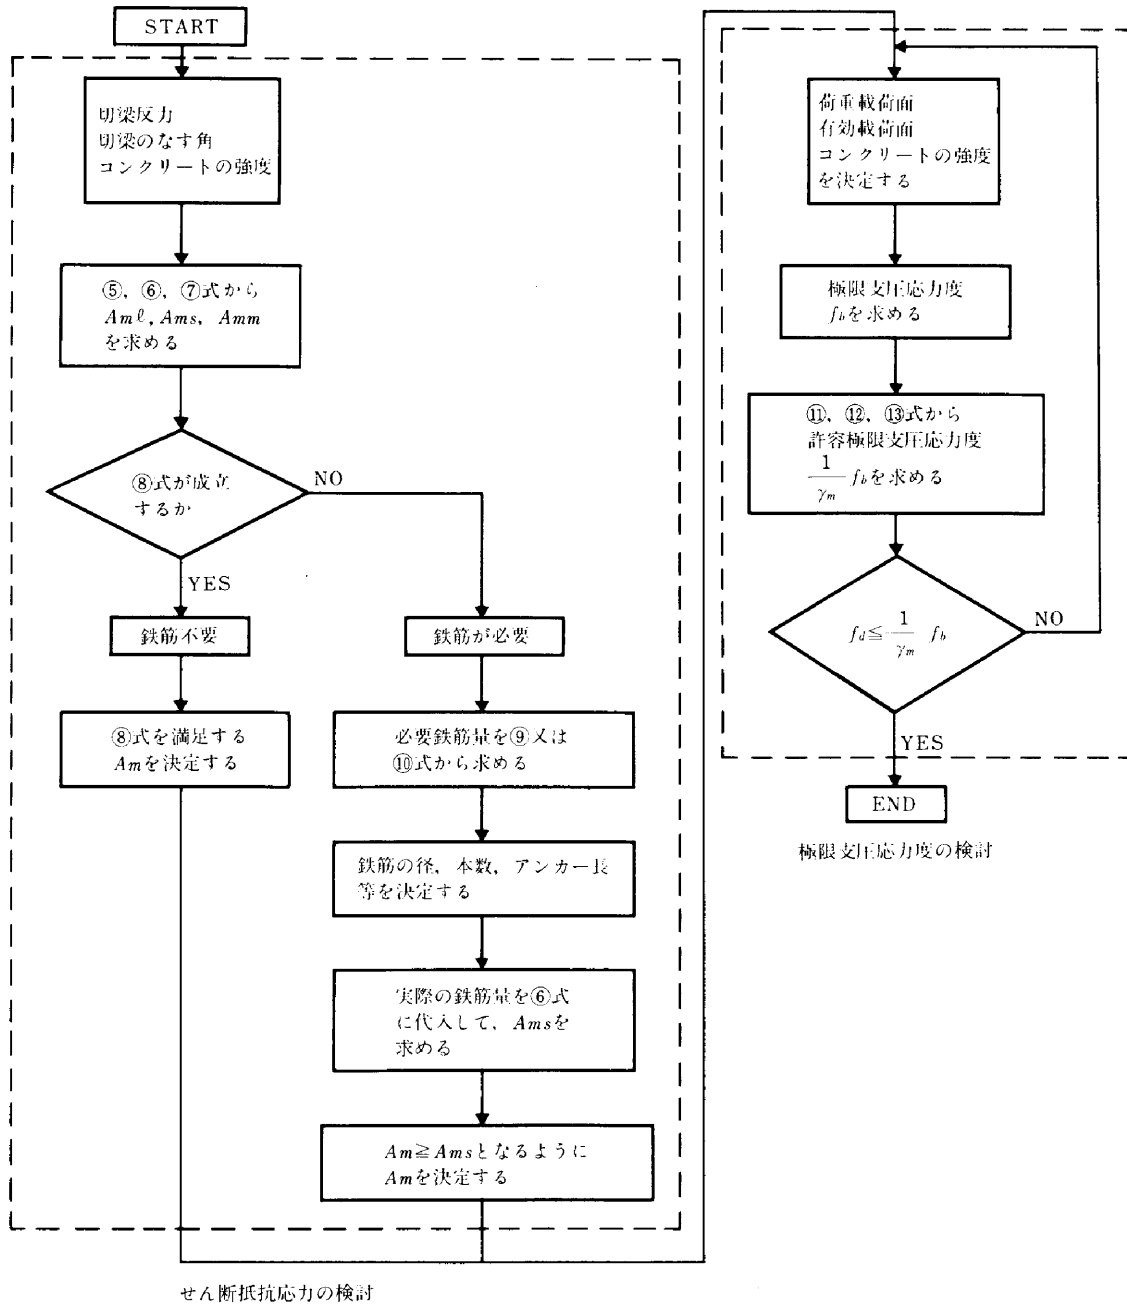 START
切梁反力
切梁のなす角
コンクリートの強度
⑤, ⑥, ⑦式から
Amℓ, Ams, Amm
を求める
⑧式が成立
するか
NO
YES
鉄筋不要
鉄筋が必要
⑧式を満足する
Amを決定する
必要鉄筋量を⑨又は
⑩式から求める
鉄筋の径, 本数, アンカー長
等を決定する
実際の鉄筋量を⑥式
に代入して, Amsを
求める
Am≧Amsとなるように
Amを決定する
せん断抵抗応力の検討
荷重載荷面
有効載荷面
コンクリートの強度
を決定する
極限支圧応力度
fbを求める
⑪, ⑫, ⑬式から
許容極限支圧応力度
1/γm fbを求める
fd≦1/γm fb
NO
YES
END
極限支圧応力度の検討